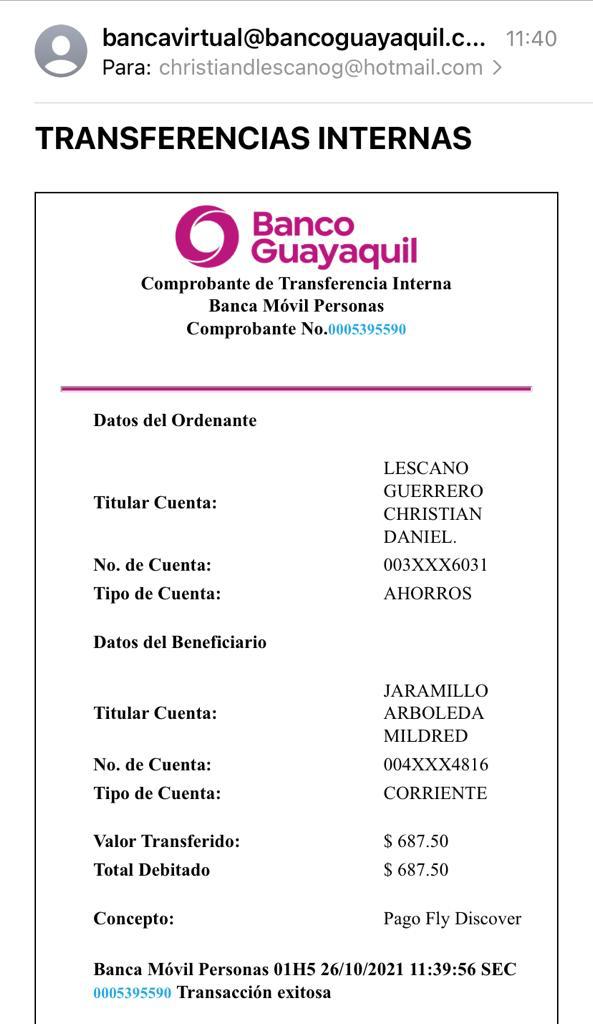 bancavirtual@bancoguayaquil.c... 11:40
Para: christiandlescanog@hotmail.com >
TRANSFERENCIAS INTERNAS
Banco
Guayaquil
Comprobante de Transferencia Interna
Banca Móvil Personas
Comprobante No.0005395590
Datos del Ordenante
Titular Cuenta: LESCANO
GUERRERO
CHRISTIAN
DANIEL.
No. de Cuenta: 003XXX6031
Tipo de Cuenta: AHORROS
Datos del Beneficiario
Titular Cuenta: JARAMILLO
ARBOLEDA
MILDRED
No. de Cuenta: 004XXX4816
Tipo de Cuenta: CORRIENTE
Valor Transferido: $ 687.50
Total Debitado $ 687.50
Concepto: Pago Fly Discover
Banca Móvil Personas 01H5 26/10/2021 11:39:56 SEC
0005395590 Transacción exitosa